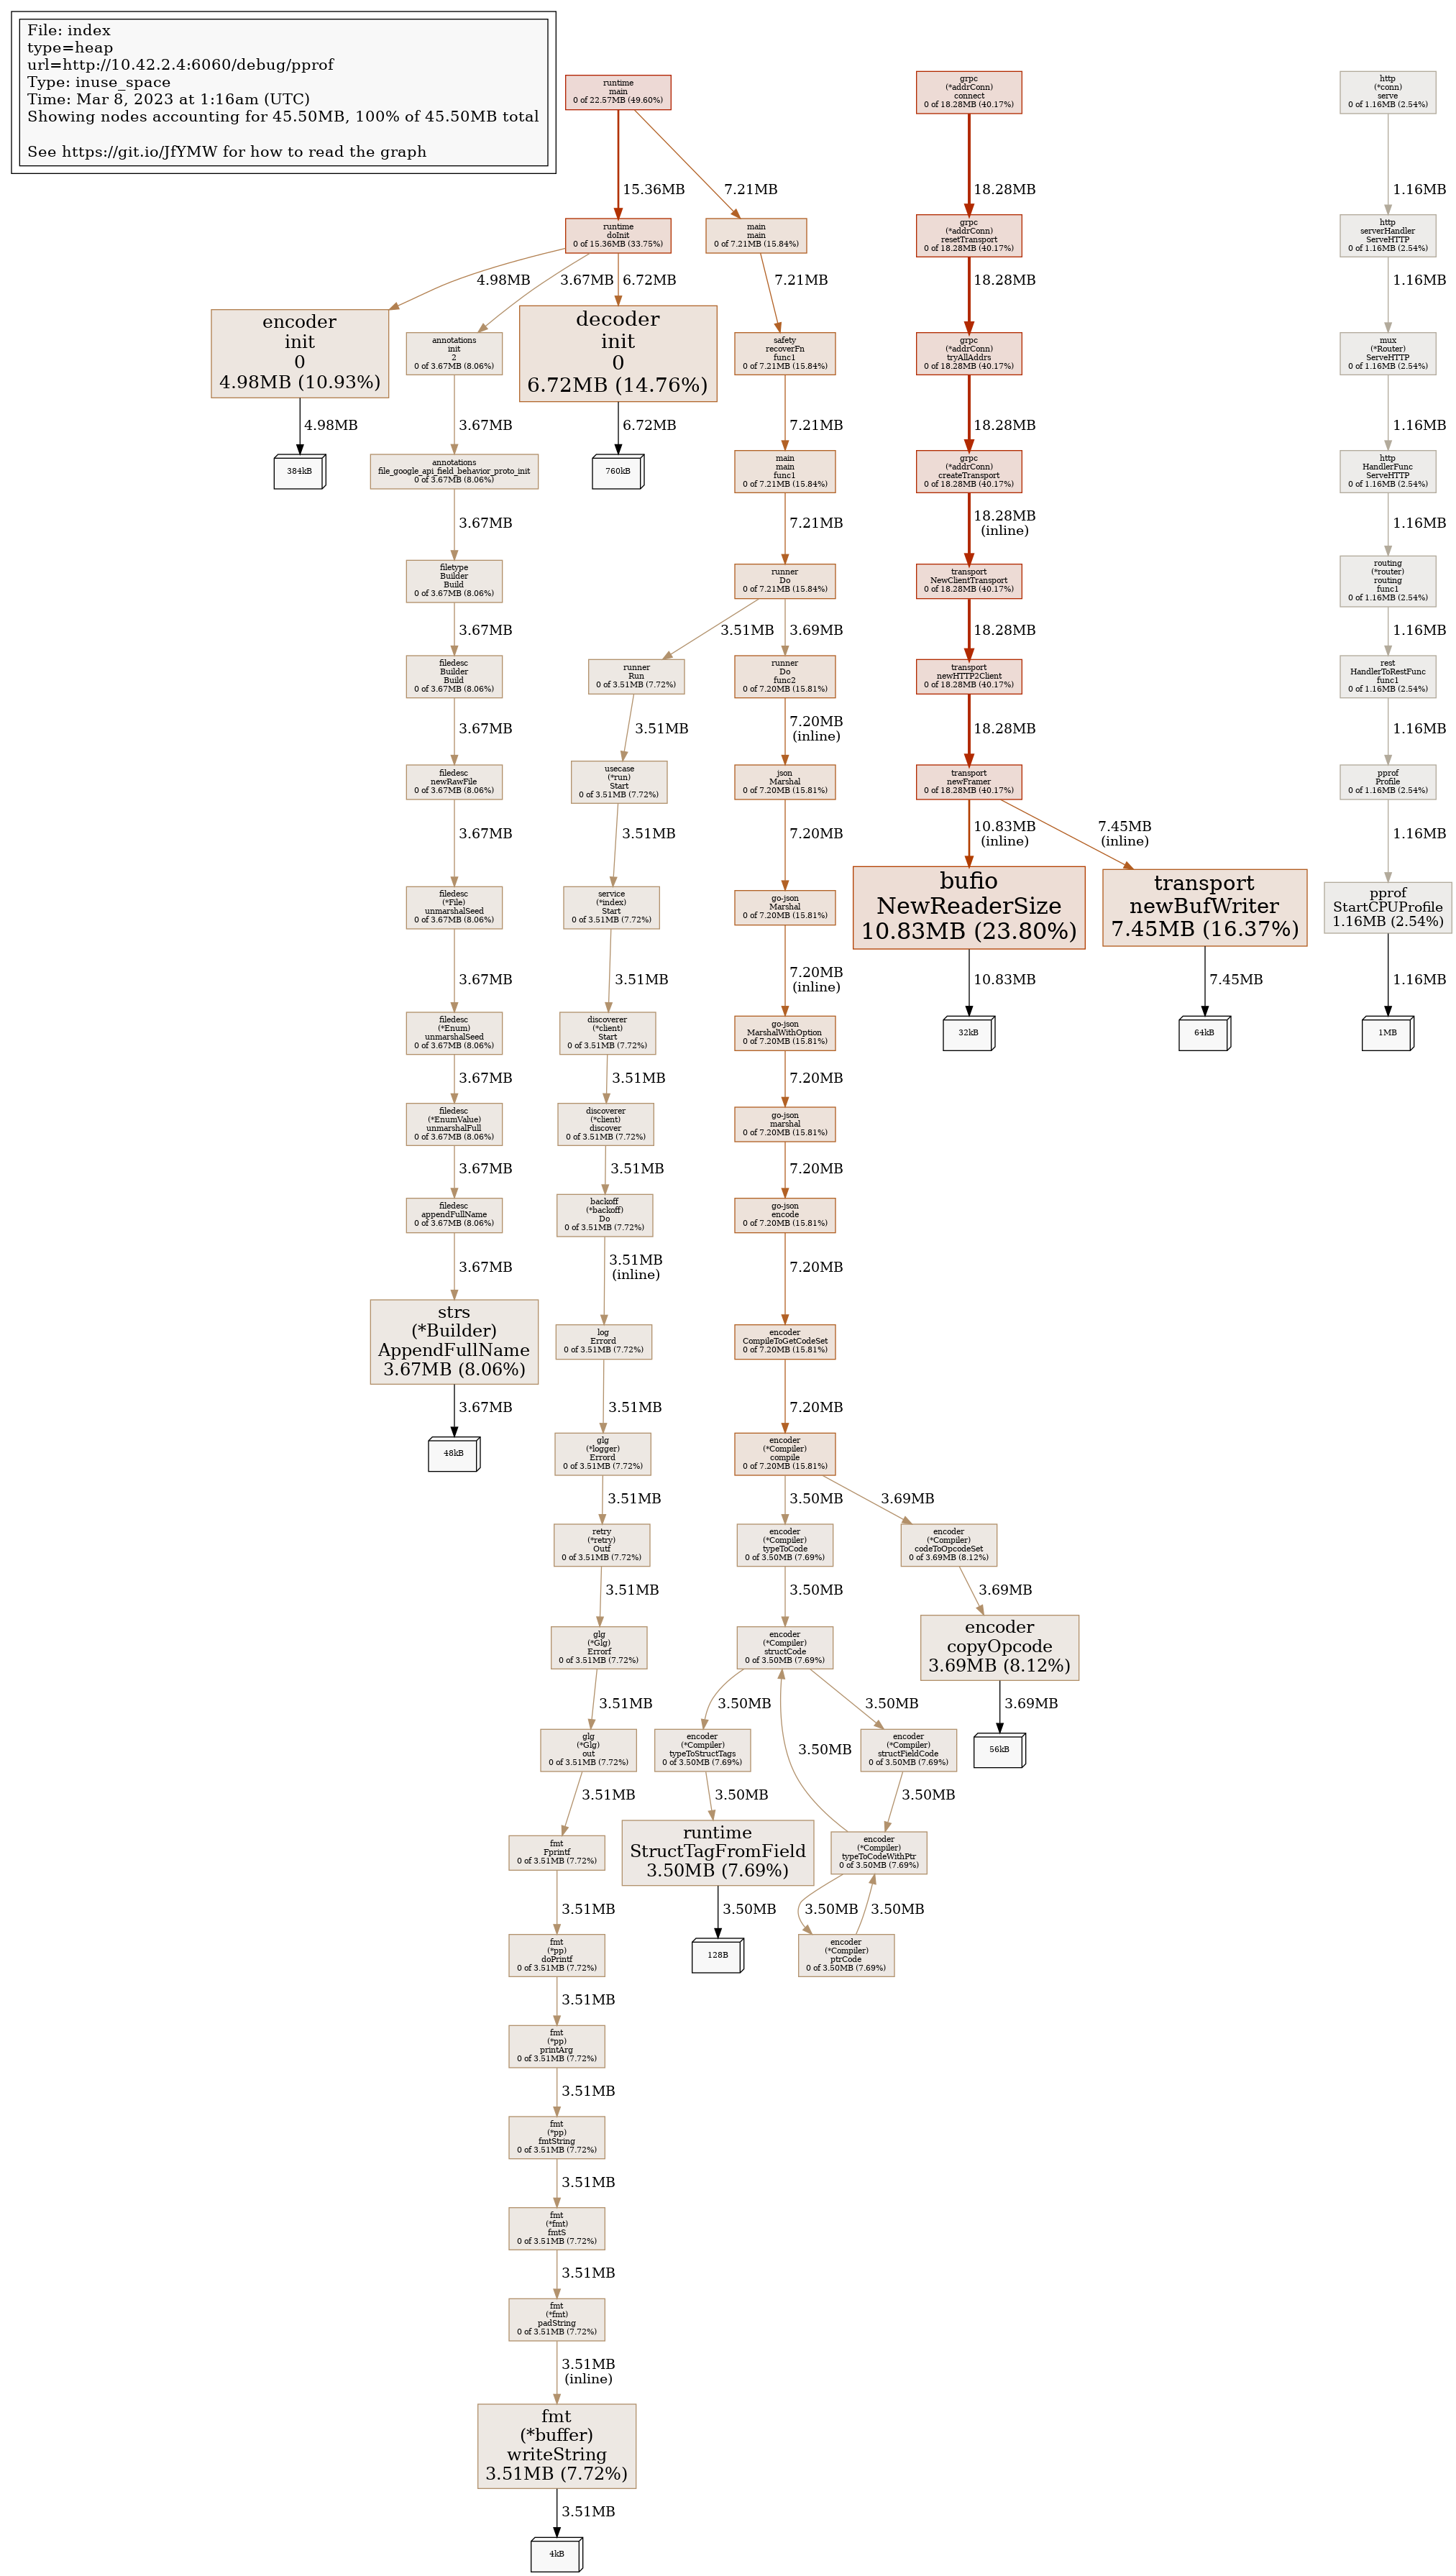 File: index
type=heap
url=http://10.42.2.4:6060/debug/pprof
Type: inuse_space
Time: Mar 8, 2023 at 1:16am (UTC)
Showing nodes accounting for 45.50MB, 100% of 45.50MB total
See https://git.io/JfYMW for how to read the graph
runtime
main
0 of 22.57MB (49.60%)
15.36MB
7.21MB
runtime
doInit
0 of 15.36MB (33.75%)
4.98MB
3.67MB
6.72MB
encoder
init
0
4.98MB (10.93%)
4.98MB
384kB
annotations
init
2
0 of 3.67MB (8.06%)
3.67MB
annotations
file_google_api_field_behavior_proto_init
0 of 3.67MB (8.06%)
3.67MB
filetype
Builder
Build
0 of 3.67MB (8.06%)
3.67MB
filedesc
Builder
Build
0 of 3.67MB (8.06%)
3.67MB
filedesc
newRawFile
0 of 3.67MB (8.06%)
3.67MB
filedesc
(*File)
unmarshalSeed
0 of 3.67MB (8.06%)
3.67MB
filedesc
(*Enum)
unmarshalSeed
0 of 3.67MB (8.06%)
3.67MB
filedesc
(*EnumValue)
unmarshalFull
0 of 3.67MB (8.06%)
3.67MB
filedesc
appendFullName
0 of 3.67MB (8.06%)
3.67MB
strs
(*Builder)
AppendFullName
3.67MB (8.06%)
3.67MB
48kB
decoder
init
0
6.72MB (14.76%)
6.72MB
760kB
main
main
0 of 7.21MB (15.84%)
7.21MB
safety
recoverFn
func1
0 of 7.21MB (15.84%)
7.21MB
main
main
func1
0 of 7.21MB (15.84%)
7.21MB
runner
Do
0 of 7.21MB (15.84%)
3.51MB
3.69MB
runner
Run
0 of 3.51MB (7.72%)
3.51MB
usecase
(*run)
Start
0 of 3.51MB (7.72%)
3.51MB
service
(*index)
Start
0 of 3.51MB (7.72%)
3.51MB
discoverer
(*client)
Start
0 of 3.51MB (7.72%)
3.51MB
discoverer
(*client)
discover
0 of 3.51MB (7.72%)
3.51MB
backoff
(*backoff)
Do
0 of 3.51MB (7.72%)
3.51MB
(inline)
log
Errord
0 of 3.51MB (7.72%)
3.51MB
glg
(*logger)
Errord
0 of 3.51MB (7.72%)
3.51MB
retry
(*retry)
Outf
0 of 3.51MB (7.72%)
3.51MB
glg
(*Glg)
Errorf
0 of 3.51MB (7.72%)
3.51MB
glg
(*Glg)
out
0 of 3.51MB (7.72%)
3.51MB
fmt
Fprintf
0 of 3.51MB (7.72%)
3.51MB
fmt
(*pp)
doPrintf
0 of 3.51MB (7.72%)
3.51MB
fmt
(*pp)
printArg
0 of 3.51MB (7.72%)
3.51MB
fmt
(*pp)
fmtString
0 of 3.51MB (7.72%)
3.51MB
fmt
(*fmt)
fmtS
0 of 3.51MB (7.72%)
3.51MB
fmt
(*fmt)
padString
0 of 3.51MB (7.72%)
3.51MB
(inline)
fmt
(*buffer)
writeString
3.51MB (7.72%)
3.51MB
4kB
runner
Do
func2
0 of 7.20MB (15.81%)
7.20MB
(inline)
json
Marshal
0 of 7.20MB (15.81%)
7.20MB
go-json
Marshal
0 of 7.20MB (15.81%)
7.20MB
(inline)
go-json
MarshalWithOption
0 of 7.20MB (15.81%)
7.20MB
go-json
marshal
0 of 7.20MB (15.81%)
7.20MB
go-json
encode
0 of 7.20MB (15.81%)
7.20MB
encoder
CompileToGetCodeSet
0 of 7.20MB (15.81%)
7.20MB
encoder
(*Compiler)
compile
0 of 7.20MB (15.81%)
3.50MB
3.69MB
encoder
(*Compiler)
typeToCode
0 of 3.50MB (7.69%)
3.50MB
encoder
(*Compiler)
structCode
0 of 3.50MB (7.69%)
3.50MB
3.50MB
3.50MB
encoder
(*Compiler)
typeToStructTags
0 of 3.50MB (7.69%)
3.50MB
runtime
StructTagFromField
3.50MB (7.69%)
3.50MB
128B
encoder
(*Compiler)
structFieldCode
0 of 3.50MB (7.69%)
3.50MB
encoder
(*Compiler)
typeToCodeWithPtr
0 of 3.50MB (7.69%)
3.50MB
3.50MB
encoder
(*Compiler)
ptrCode
0 of 3.50MB (7.69%)
encoder
(*Compiler)
codeToOpcodeSet
0 of 3.69MB (8.12%)
3.69MB
encoder
copyOpcode
3.69MB (8.12%)
3.69MB
56kB
grpc
(*addrConn)
connect
0 of 18.28MB (40.17%)
18.28MB
grpc
(*addrConn)
resetTransport
0 of 18.28MB (40.17%)
18.28MB
grpc
(*addrConn)
tryAllAddrs
0 of 18.28MB (40.17%)
18.28MB
grpc
(*addrConn)
createTransport
0 of 18.28MB (40.17%)
18.28MB
(inline)
transport
NewClientTransport
0 of 18.28MB (40.17%)
18.28MB
transport
newHTTP2Client
0 of 18.28MB (40.17%)
18.28MB
transport
newFramer
0 of 18.28MB (40.17%)
10.83MB
(inline)
7.45MB
(inline)
bufio
NewReaderSize
10.83MB (23.80%)
10.83MB
32kB
transport
newBufWriter
7.45MB (16.37%)
7.45MB
64kB
http
(*conn)
serve
0 of 1.16MB (2.54%)
1.16MB
http
serverHandler
ServeHTTP
0 of 1.16MB (2.54%)
1.16MB
mux
(*Router)
ServeHTTP
0 of 1.16MB (2.54%)
1.16MB
http
HandlerFunc
ServeHTTP
0 of 1.16MB (2.54%)
1.16MB
routing
(*router)
routing
func1
0 of 1.16MB (2.54%)
1.16MB
rest
HandlerToRestFunc
func1
0 of 1.16MB (2.54%)
1.16MB
pprof
Profile
0 of 1.16MB (2.54%)
1.16MB
pprof
StartCPUProfile
1.16MB (2.54%)
1.16MB
1MB